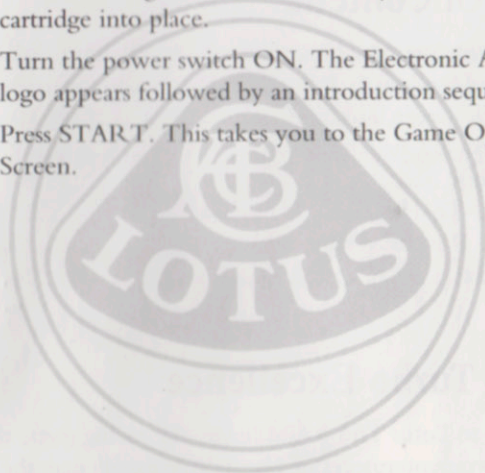 cartridge into place.
Turn the power switch ON. The Electronic
logo appears followed by an introduction
Press START. This takes you to the Game
Screen.
LOTUS